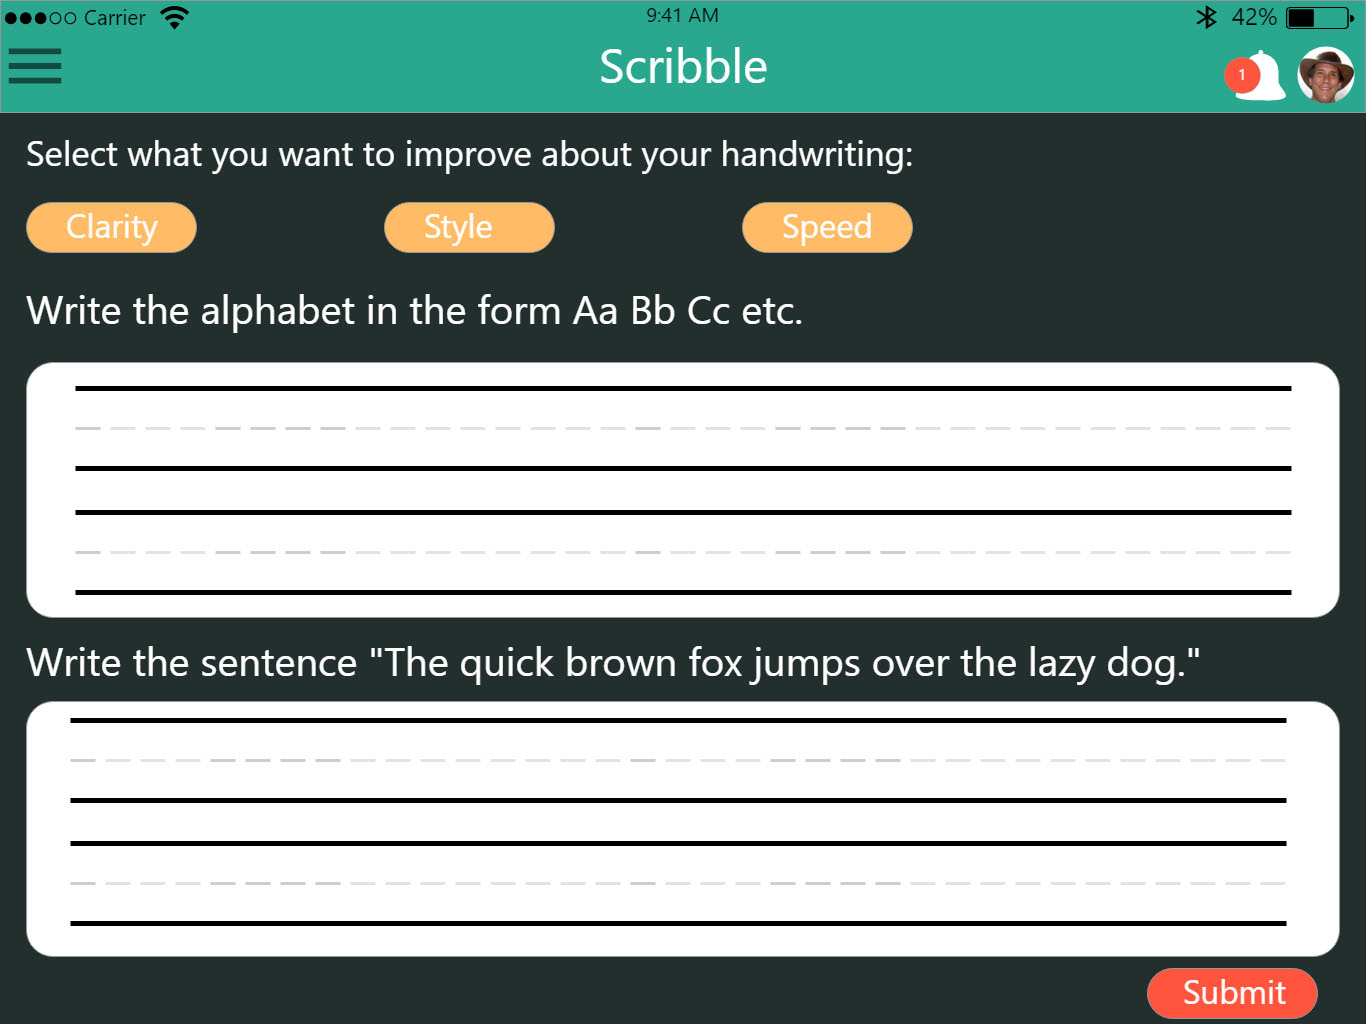 Carrier 9:41 AM 42%
Scribble
1
Select what you want to improve about your handwriting:
Clarity Style Speed
Write the alphabet in the form Aa Bb Cc etc.
Write the sentence "The quick brown fox jumps over the lazy dog."
Submit